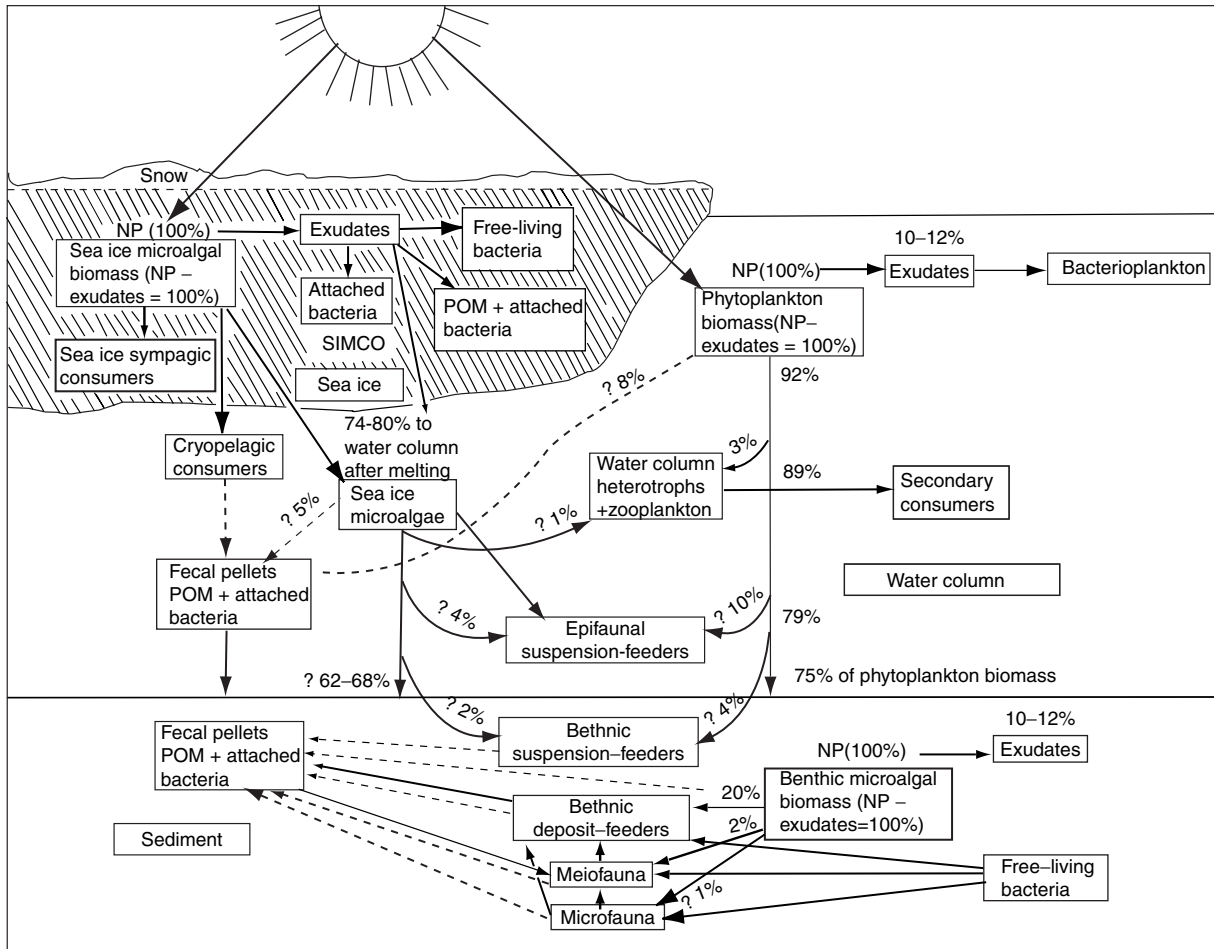 Snow
NP (100%)
Sea ice microalgal
biomass (NP –
exudates = 100%)
Exudates
Free-living
bacteria
Attached
bacteria
POM + attached
bacteria
SIMCO
Sea ice sympagic
consumers
Sea ice
NP(100%)
10–12%
Exudates
Bacterioplankton
Phytoplankton
biomass(NP–
exudates = 100%)
? 8%
92%
74-80% to
water column
after melting
Cryopelagic
consumers
Sea ice
microalgae
? 5%
? 1%
3%
Water column
heterotrophs
+zooplankton
89%
Secondary
consumers
Fecal pellets
POM + attached
bacteria
Water column
? 4%
? 10%
Epifaunal
suspension-feeders
79%
? 62–68%
75% of phytoplankton biomass
? 2%
? 4%
Fecal pellets
POM + attached
bacteria
Bethnic
suspension–feeders
10–12%
NP(100%)
Exudates
Benthic microalgal
biomass (NP –
exudates=100%)
20%
Bethnic
deposit–feeders
2%
Sediment
Meiofauna
? 1%
Microfauna
Free–living
bacteria